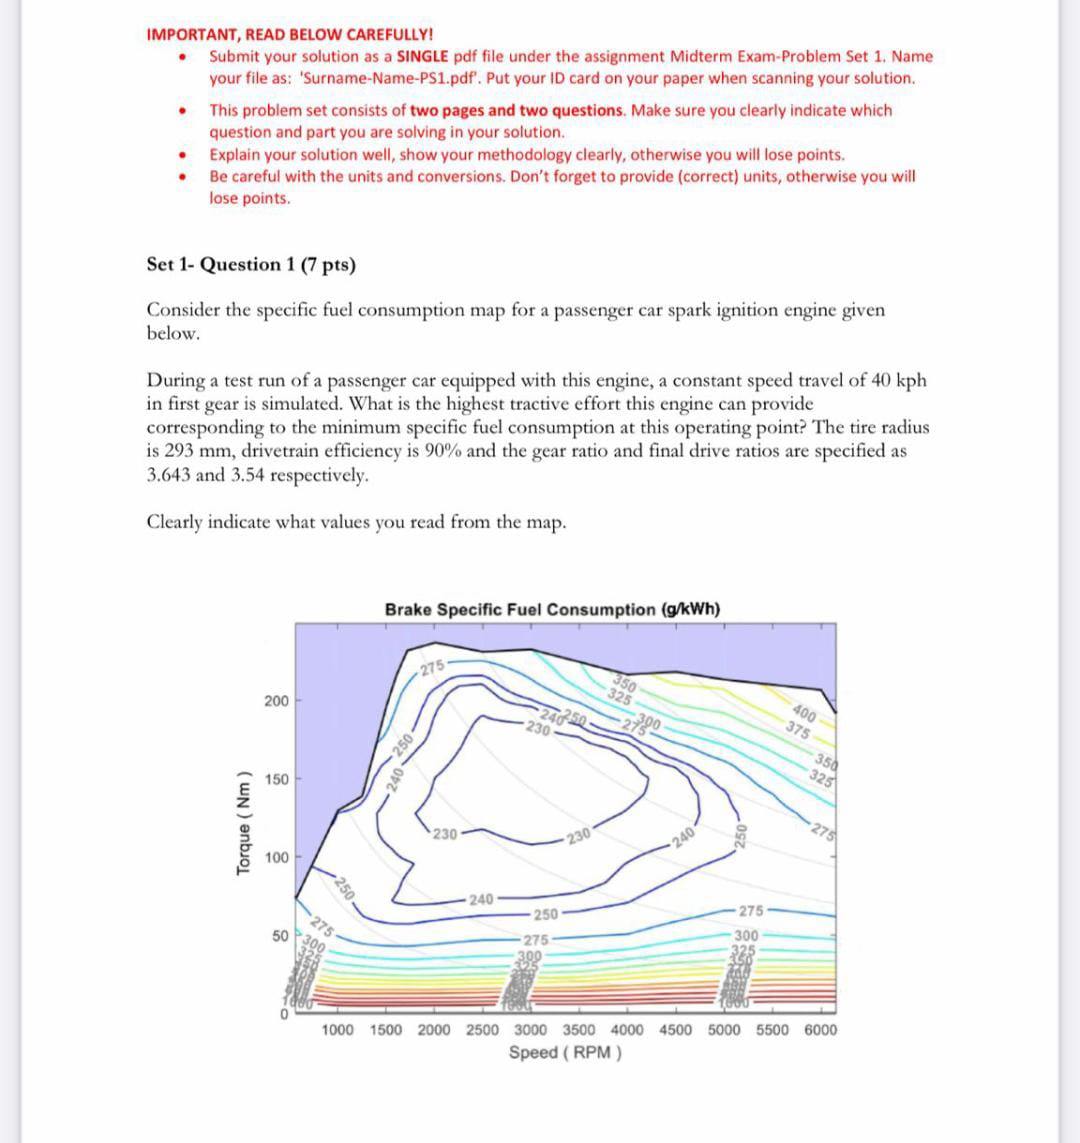 IMPORTANT, READ BELOW CAREFULLY!
• Submit your solution as a SINGLE pdf file under the assignment Midterm Exam-Problem Set 1. Name
your file as: 'Surname-Name-PS1.pdf'. Put your ID card on your paper when scanning your solution.
• This problem set consists of two pages and two questions. Make sure you clearly indicate which
question and part you are solving in your solution.
• Explain your solution well, show your methodology clearly, otherwise you will lose points.
• Be careful with the units and conversions. Don't forget to provide (correct) units, otherwise you will
lose points.
Set 1- Question 1 (7 pts)
Consider the specific fuel consumption map for a passenger car spark ignition engine given
below.
During a test run of a passenger car equipped with this engine, a constant speed travel of 40 kph
in first gear is simulated. What is the highest tractive effort this engine can provide
corresponding to the minimum specific fuel consumption at this operating point? The tire radius
is 293 mm, drivetrain efficiency is 90% and the gear ratio and final drive ratios are specified as
3.643 and 3.54 respectively.
Clearly indicate what values you read from the map.
Brake Specific Fuel Consumption (g/kWh)
275
350
325
400
200
240 250
300
275
375
230
250
350
325
Torque ( Nm )
150
240
230
230
240
250
275
100
250
240
250
275
50
275
300
275
300
300
325
0
1000 1500 2000 2500 3000 3500 4000 4500 5000 5500 6000
Speed ( RPM )